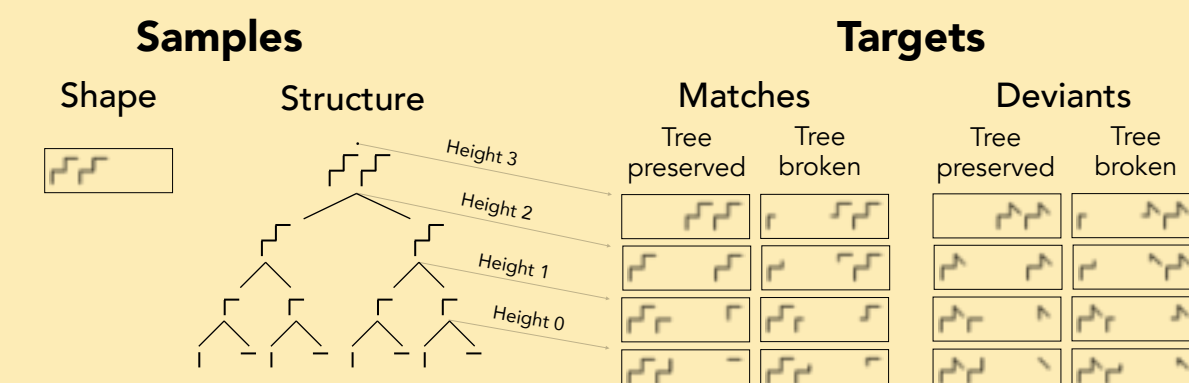 Samples
Targets
Shape
Structure
Matches
Deviants
Tree preserved
Tree broken
Tree preserved
Tree broken
Height 3
Height 2
Height 1
Height 0